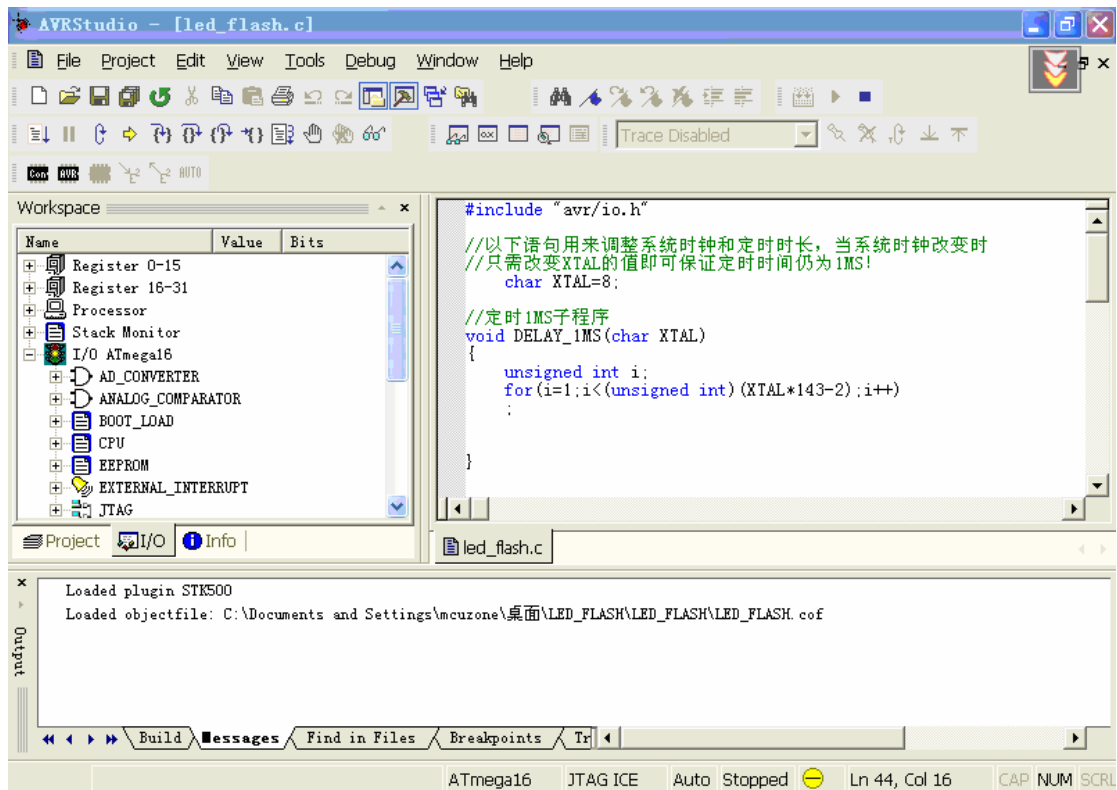 AVRStudio - [led_flash.c]
File Project Edit View Tools Debug Window Help
Trace Disabled
Con AVR AUTO
Workspace
Name Value Bits
Register 0-15
Register 16-31
Processor
Stack Monitor
I/O ATmega16
AD_CONVERTER
ANALOG_COMPARATOR
BOOT_LOAD
CPU
EEPROM
EXTERNAL_INTERRUPT
JTAG
Project I/O Info
#include "avr/io.h"
//以下语句用来调整系统时钟和定时时长，当系统时钟改变时
//只需改变XTAL的值即可保证定时时间仍为1MS!
char XTAL=8;
//定时1MS子程序
void DELAY_1MS(char XTAL)
{
unsigned int i;
for(i=1;i<(unsigned int)(XTAL*143-2);i++)
;
}
led_flash.c
Loaded plugin STK500
Loaded objectfile: C:\Documents and Settings\mcuzone\桌面\LED_FLASH\LED_FLASH\LED_FLASH.cof
Output
Build Messages Find in Files Breakpoints Tr
ATmega16 JTAG ICE Auto Stopped Ln 44, Col 16 CAP NUM SCRL